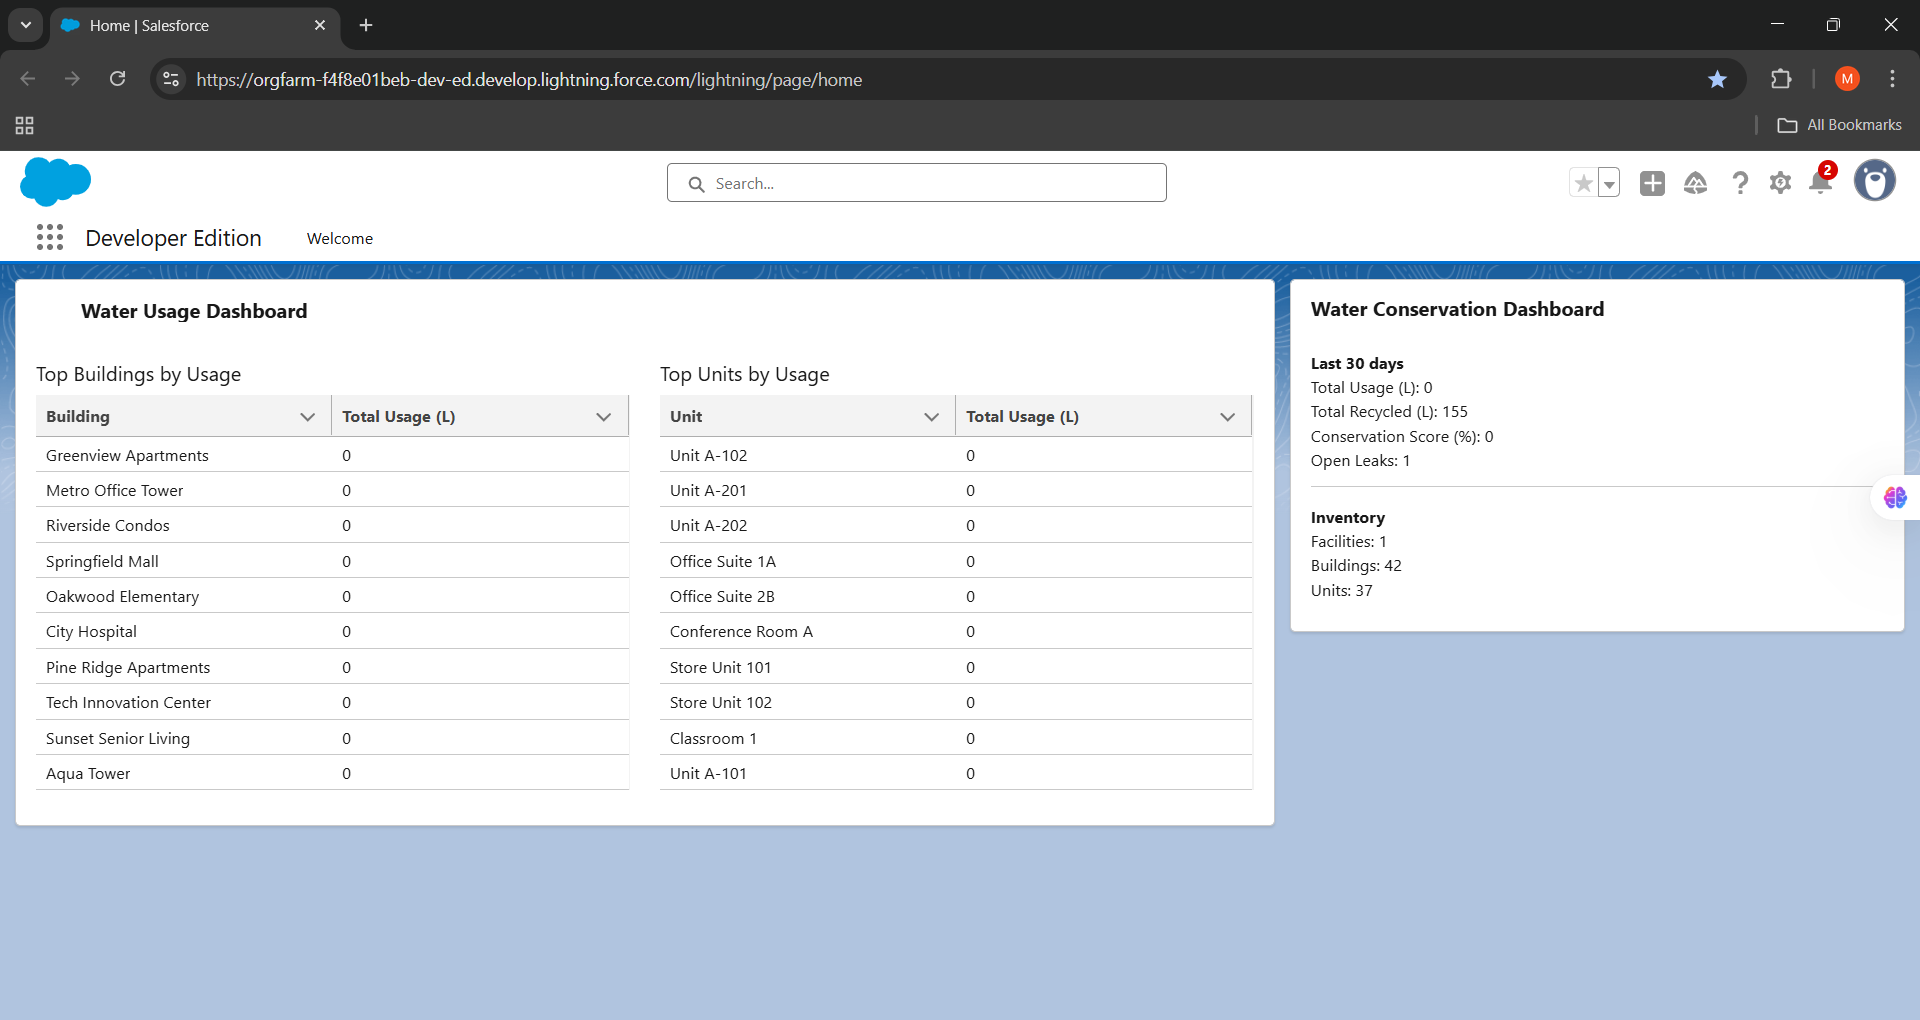 Home | Salesforce
https://orgfarm-f4f8e01beb-dev-ed.develop.lightning.force.com/lightning/page/home
M
All Bookmarks
Search...
2
Developer Edition
Welcome
Water Usage Dashboard
Top Buildings by Usage
Building Total Usage (L)
Greenview Apartments 0
Metro Office Tower 0
Riverside Condos 0
Springfield Mall 0
Oakwood Elementary 0
City Hospital 0
Pine Ridge Apartments 0
Tech Innovation Center 0
Sunset Senior Living 0
Aqua Tower 0
Top Units by Usage
Unit Total Usage (L)
Unit A-102 0
Unit A-201 0
Unit A-202 0
Office Suite 1A 0
Office Suite 2B 0
Conference Room A 0
Store Unit 101 0
Store Unit 102 0
Classroom 1 0
Unit A-101 0
Water Conservation Dashboard
Last 30 days
Total Usage (L): 0
Total Recycled (L): 155
Conservation Score (%): 0
Open Leaks: 1
Inventory
Facilities: 1
Buildings: 42
Units: 37